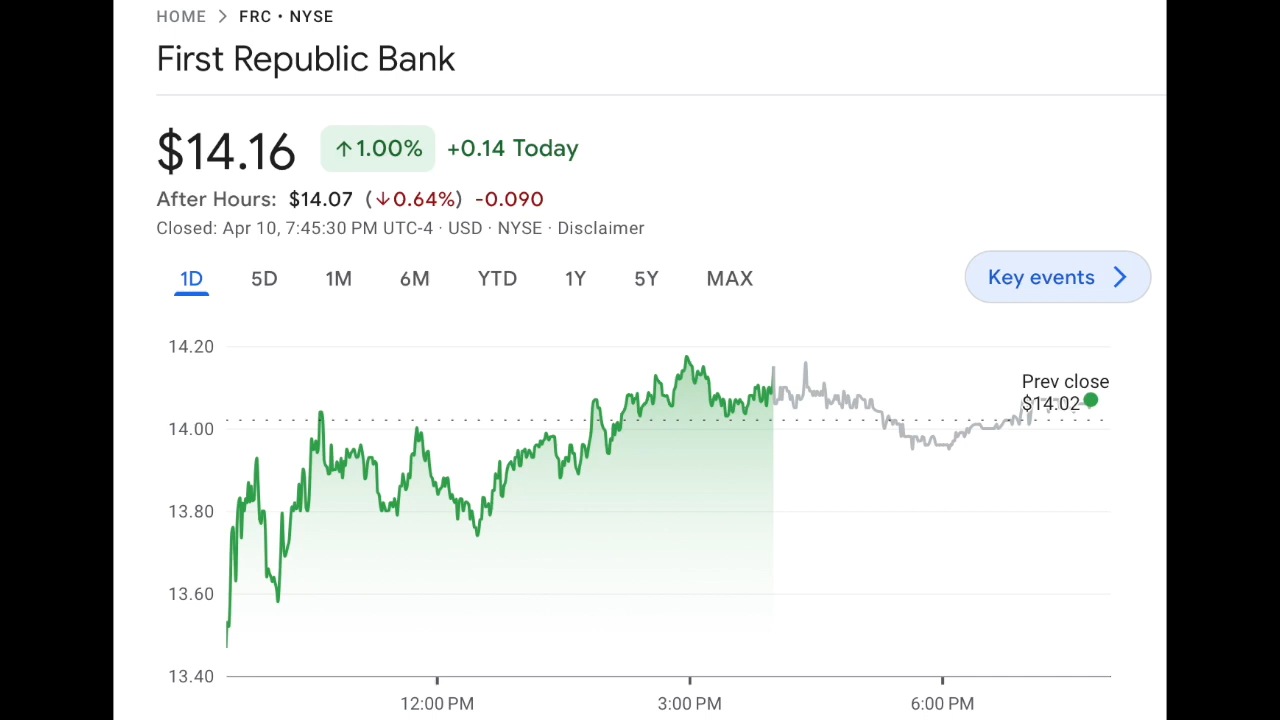 HOME > FRC • NYSE
First Republic Bank
$14.16 ↑1.00% +0.14 Today
After Hours: $14.07 (↓0.64%) -0.090
Closed: Apr 10, 7:45:30 PM UTC-4 · USD · NYSE · Disclaimer
1D 5D 1M 6M YTD 1Y 5Y MAX Key events >
14.20
Prev close
$14.02
14.00
13.80
13.60
13.40
12:00 PM 3:00 PM 6:00 PM